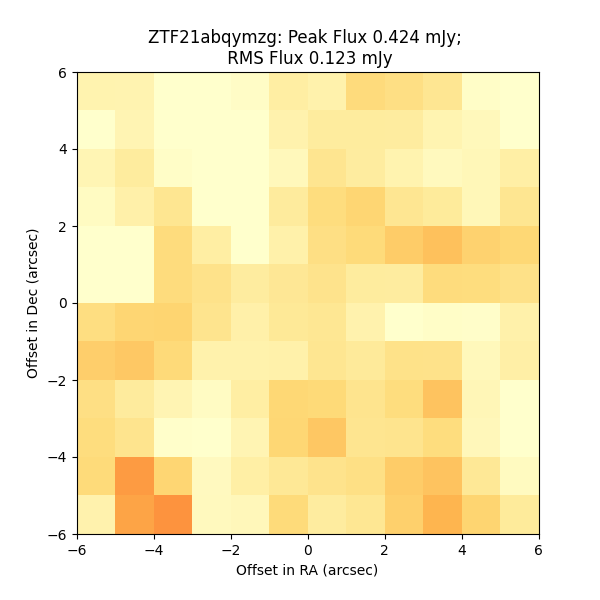 ZTF21abqymzg: Peak Flux 0.424 mJy;
RMS Flux 0.123 mJy
6
4
2
0
−2
−4
−6
Offset in Dec (arcsec)
−6 −4 −2 0 2 4 6
Offset in RA (arcsec)